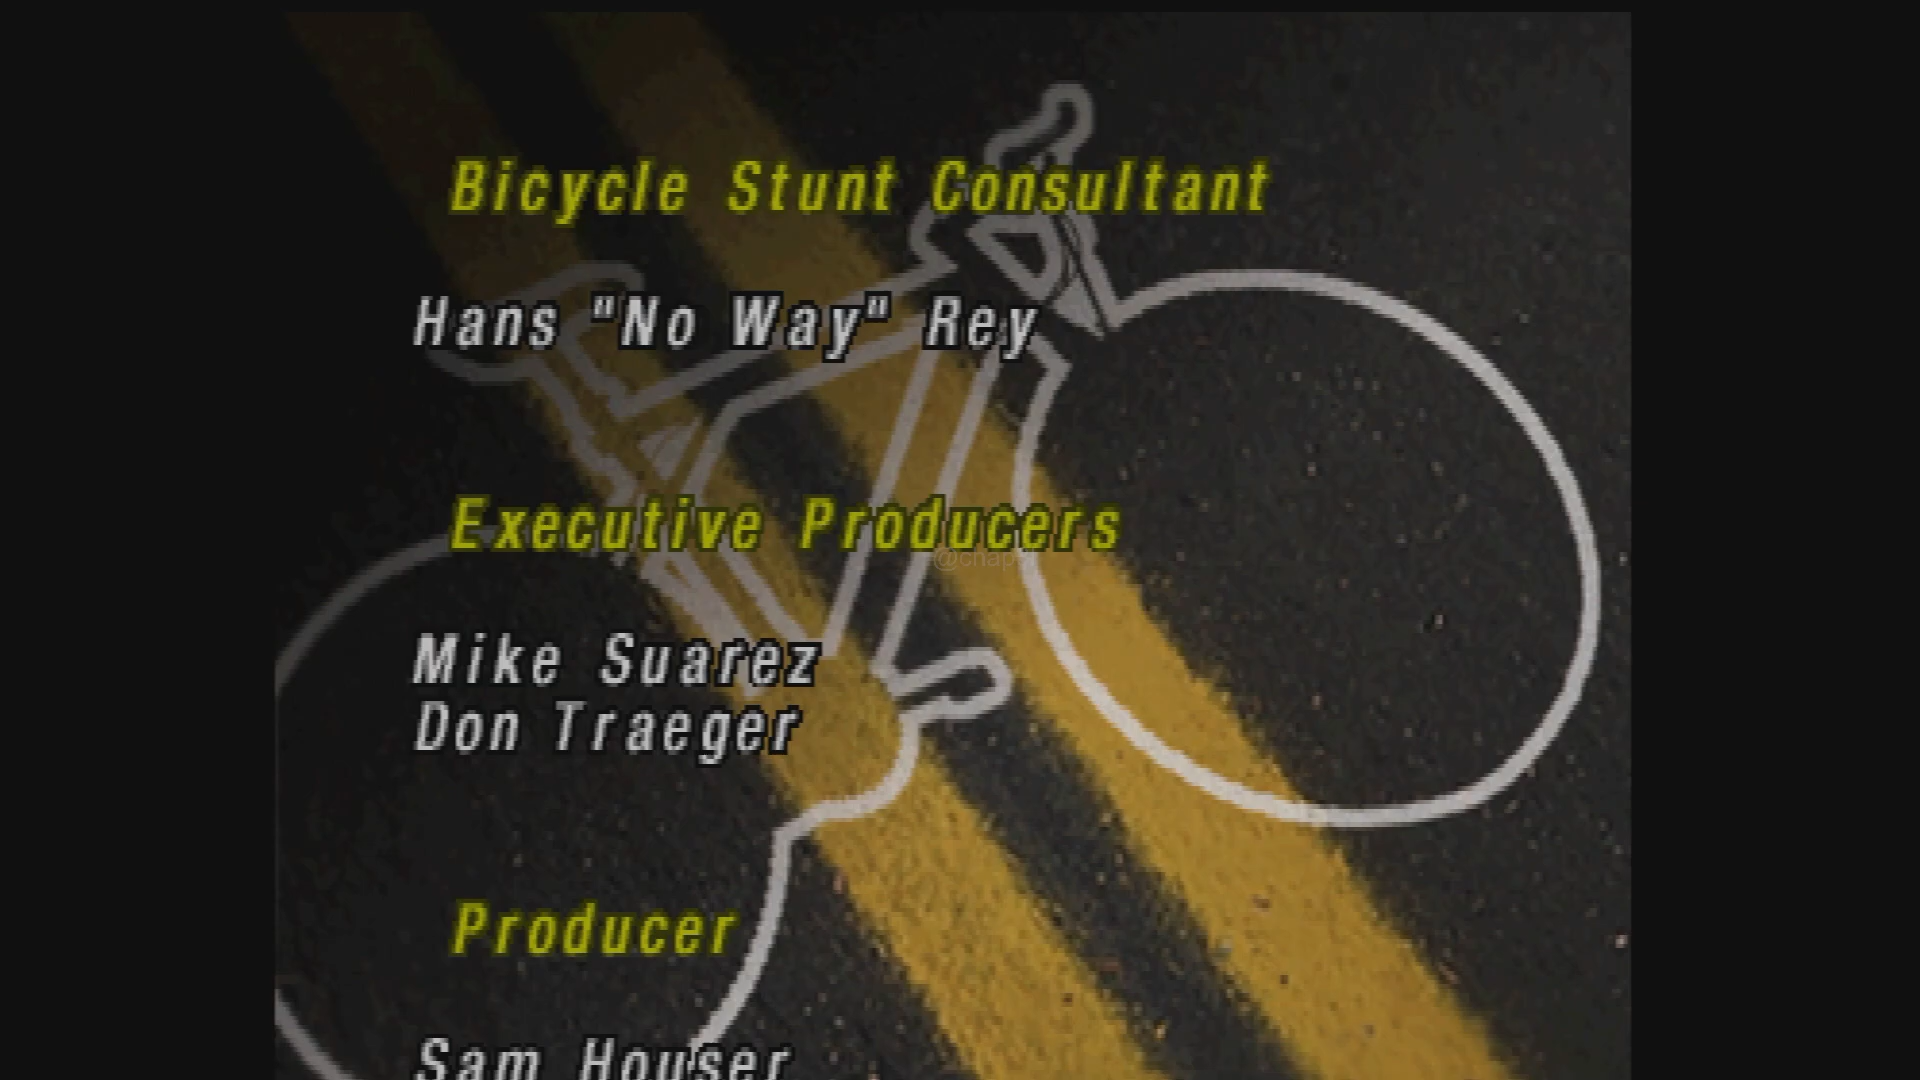 Bicycle Stunt Consultant
Hans "No Way" Rey
Executive Producers
Mike Suarez
Don Traeger
Producer
Sam Houser